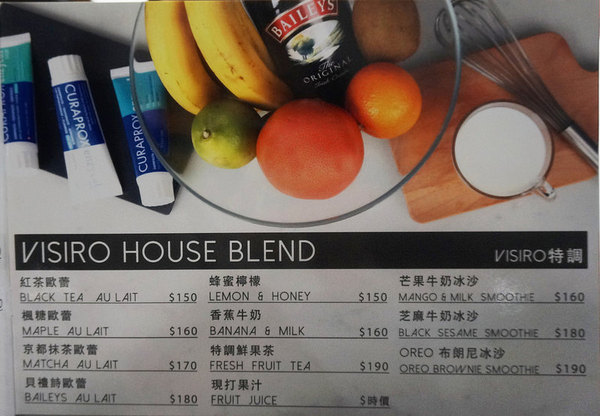 BAILEYS
The
ORIGINAL
CURAPROX
CURAPROX
CURAPROX
VISIRO HOUSE BLEND
VISIRO特調
紅茶歐蕾
BLACK TEA AU LAIT $150
楓糖歐蕾
MAPLE AU LAIT $160
京都抹茶歐蕾
MATCHA AU LAIT $170
貝禮詩歐蕾
BAILEYS AU LAIT $180
蜂蜜檸檬
LEMON & HONEY $150
香蕉牛奶
BANANA & MILK $160
特調鮮果茶
FRESH FRUIT TEA $190
現打果汁
FRUIT JUICE $時價
芒果牛奶冰沙
MANGO & MILK SMOOTHIE $160
芝麻牛奶冰沙
BLACK SESAME SMOOTHIE $180
OREO 布朗尼冰沙
OREO BROWNIE SMOOTHIE $190